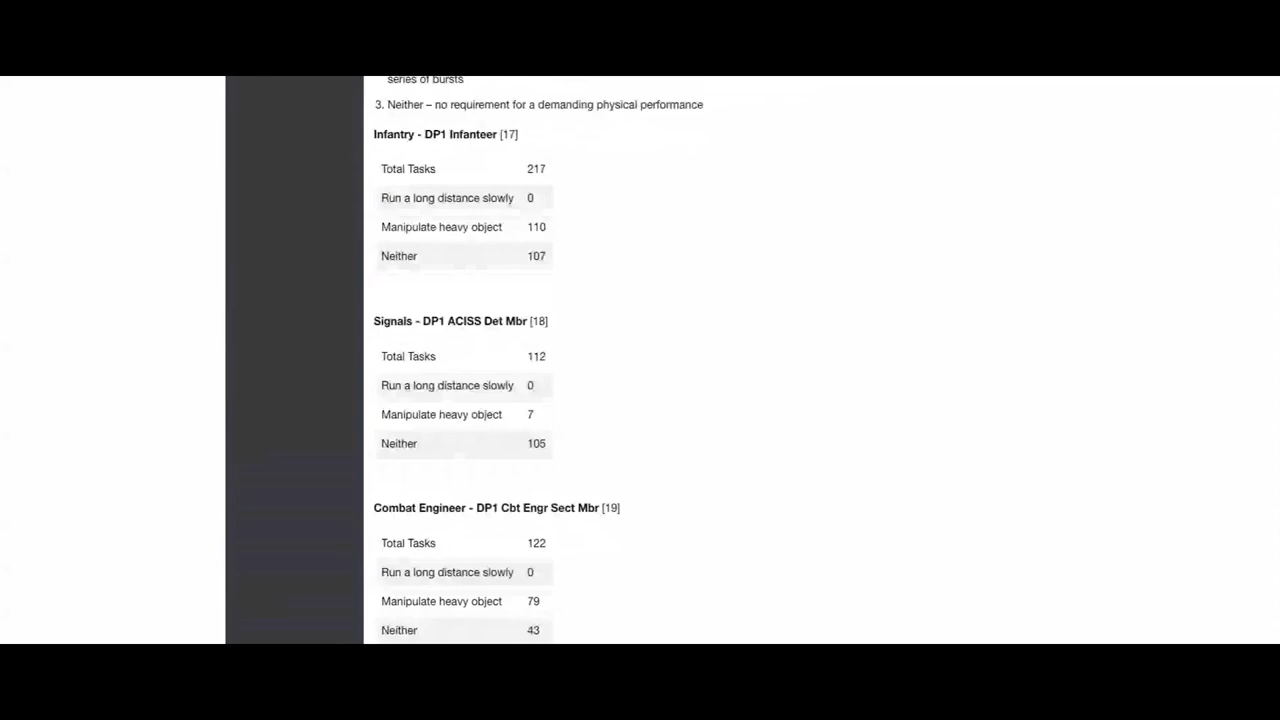 series of bursts
3. Neither – no requirement for a demanding physical performance
Infantry - DP1 Infanteer [17]
Total Tasks 217
Run a long distance slowly 0
Manipulate heavy object 110
Neither 107
Signals - DP1 ACISS Det Mbr [18]
Total Tasks 112
Run a long distance slowly 0
Manipulate heavy object 7
Neither 105
Combat Engineer - DP1 Cbt Engr Sect Mbr [19]
Total Tasks 122
Run a long distance slowly 0
Manipulate heavy object 79
Neither 43